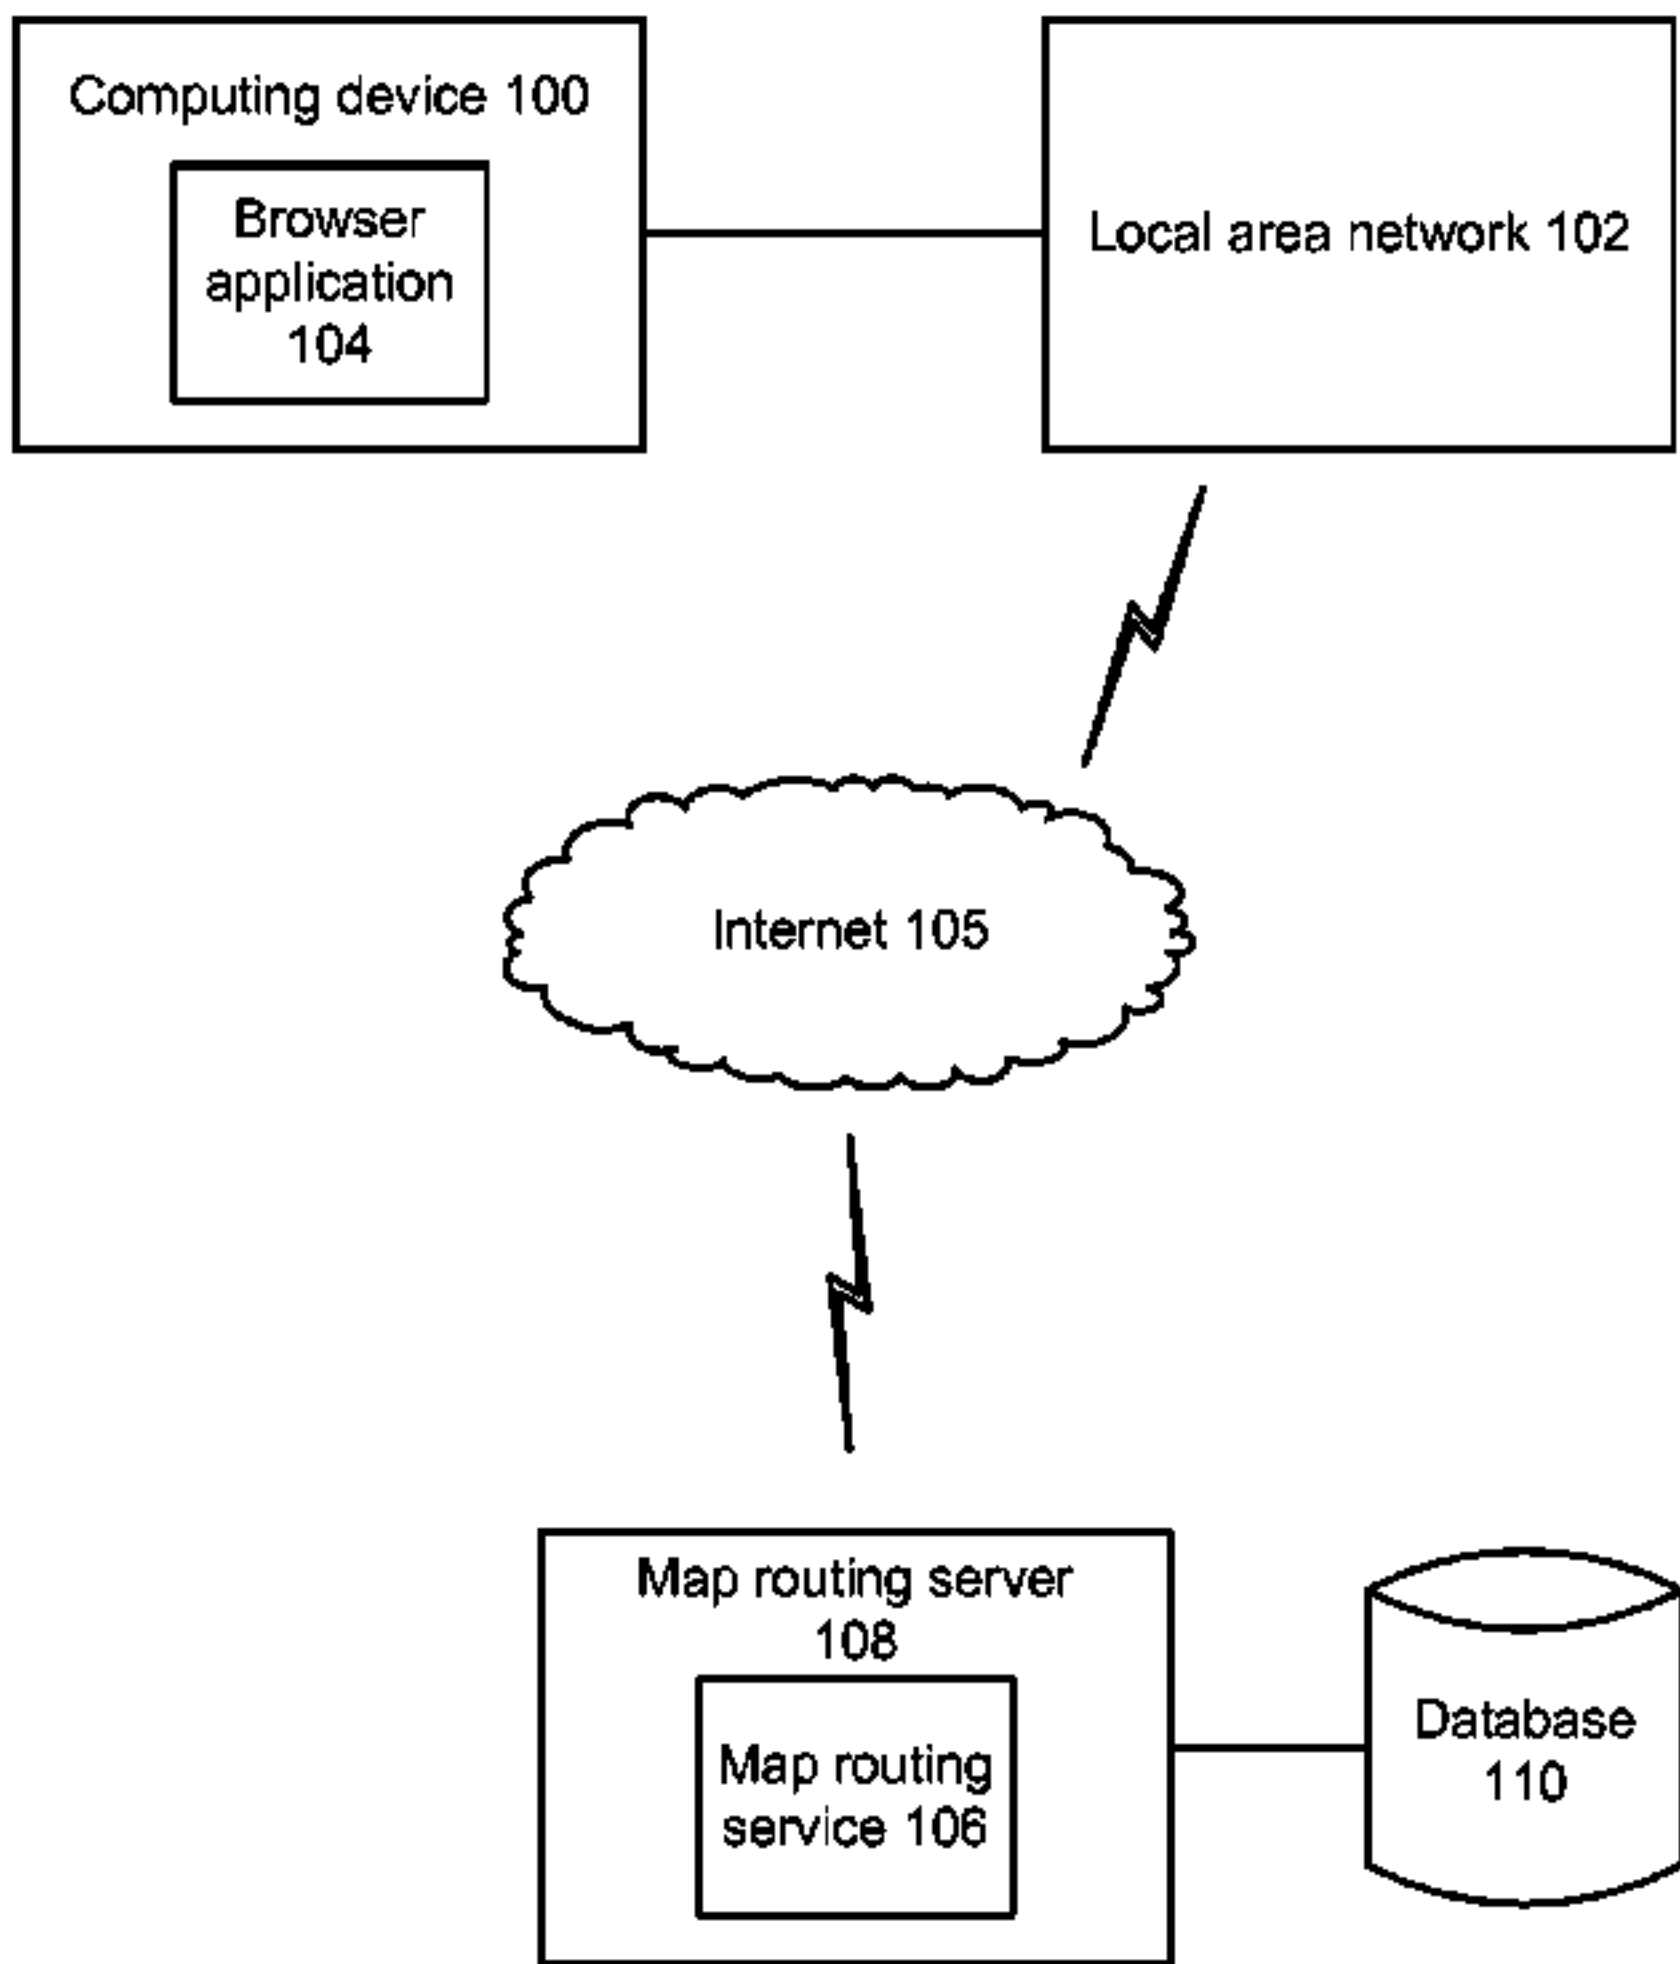 Computing device 100
Browser
application
104
Local area network 102
Internet 105
Map routing server
108
Map routing
service 106
Database
110